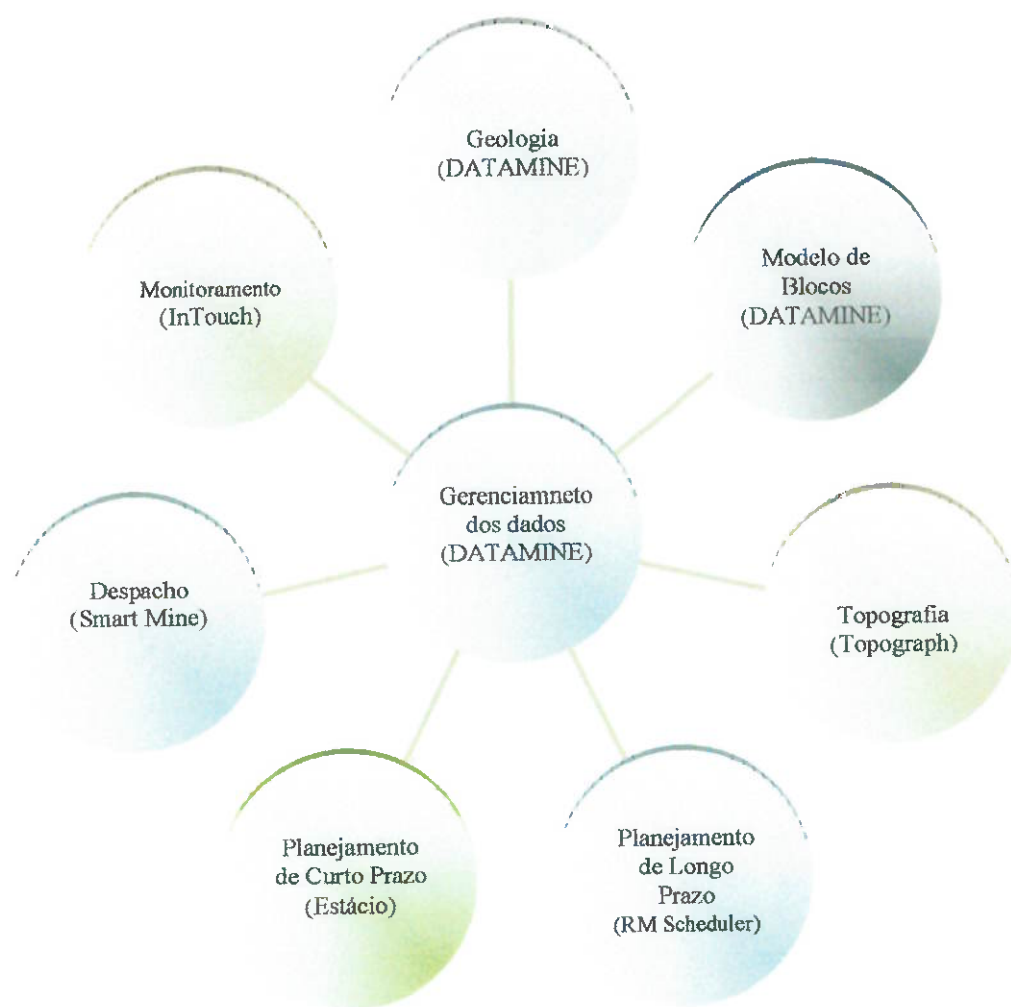 Geologia
(DATAMINE)
Modelo de
Blocos
(DATAMINE)
Monitoramento
(InTouch)
Gerenciamneto
dos dados
(DATAMINE)
Despacho
(Smart Mine)
Topografia
(Topograph)
Planejamento
de Curto Prazo
(Estácio)
Planejamento
de Longo
Prazo
(RM Scheduler)